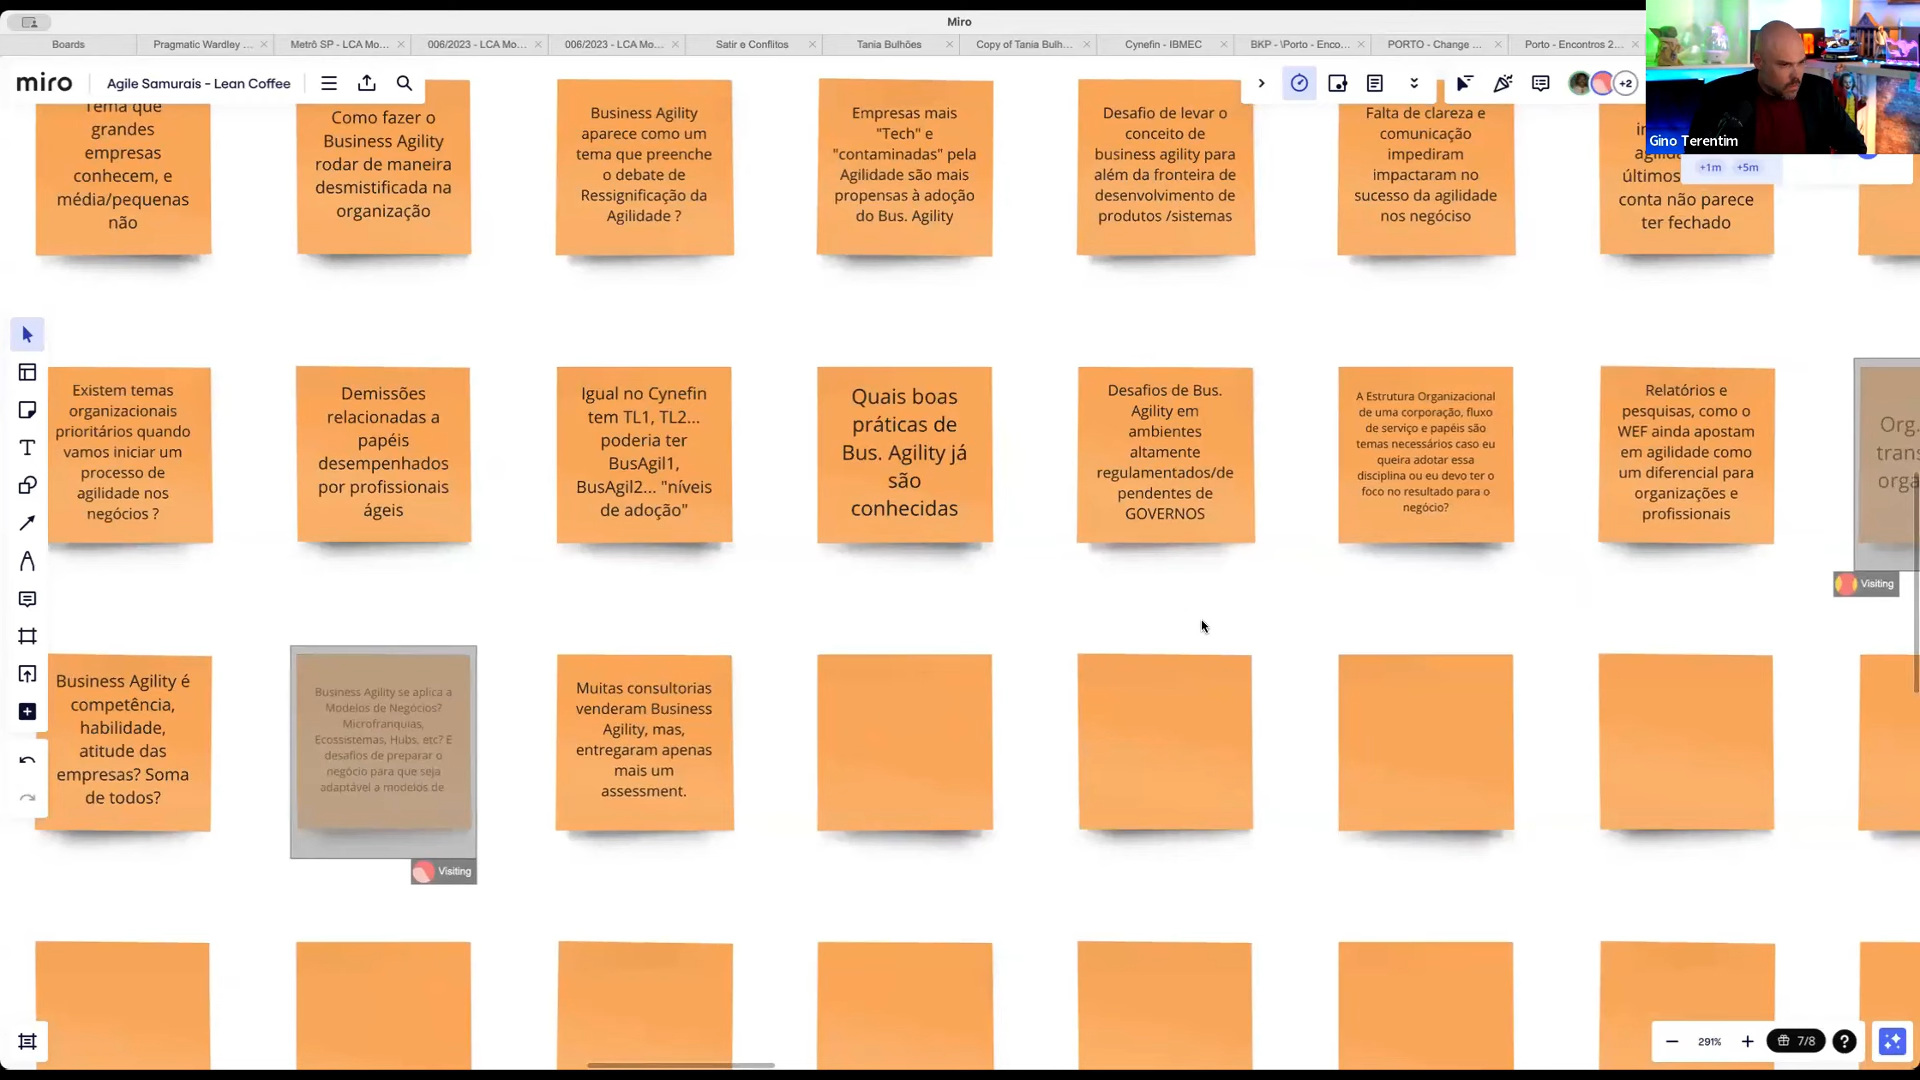 Miro
Boards
Pragmatic Wardley ...
Metrô SP - LCA Mo...
006/2023 - LCA Mo...
006/2023 - LCA Mo...
Satir e Conflitos
Tania Bulhões
Copy of Tania Bulh...
Cynefin - IBMEC
BKP - \Porto - Enco...
PORTO - Change ...
Porto - Encontros 2...
miro
Agile Samurais - Lean Coffee
+2
Gino Terentim
+1m
+5m
Tema que
grandes
empresas
conhecem, e
média/pequenas
não
Como fazer o
Business Agility
rodar de maneira
desmistificada na
organização
Business Agility
aparece como um
tema que preenche
o debate de
Ressignificação da
Agilidade ?
Empresas mais
"Tech" e
"contaminadas" pela
Agilidade são mais
propensas à adoção
do Bus. Agility
Desafio de levar o
conceito de
business agility para
além da fronteira de
desenvolvimento de
produtos /sistemas
Falta de clareza e
comunicação
impediram
impactaram no
sucesso da agilidade
nos negóciso
últimos
conta não parece
ter fechado
Existem temas
organizacionais
prioritários quando
vamos iniciar um
processo de
agilidade nos
negócios ?
Demissões
relacionadas a
papéis
desempenhados
por profissionais
ágeis
Igual no Cynefin
tem TL1, TL2...
poderia ter
BusAgil1,
BusAgil2... "níveis
de adoção"
Quais boas
práticas de
Bus. Agility já
são
conhecidas
Desafios de Bus.
Agility em
ambientes
altamente
regulamentados/de
pendentes de
GOVERNOS
A Estrutura Organizacional
de uma corporação, fluxo
de serviço e papéis são
temas necessários caso eu
queira adotar essa
disciplina ou eu devo ter o
foco no resultado para o
negócio?
Relatórios e
pesquisas, como o
WEF ainda apostam
em agilidade como
um diferencial para
organizações e
profissionais
Org.
trans
orga
Visiting
Business Agility é
competência,
habilidade,
atitude das
empresas? Soma
de todos?
Business Agility se aplica a
Modelos de Negócios?
Microfranquias,
Ecossistemas, Hubs, etc? E
desafios de preparar o
negócio para que seja
adaptável a modelos de
Visiting
Muitas consultorias
venderam Business
Agility, mas,
entregaram apenas
mais um
assessment.
291%
7/8